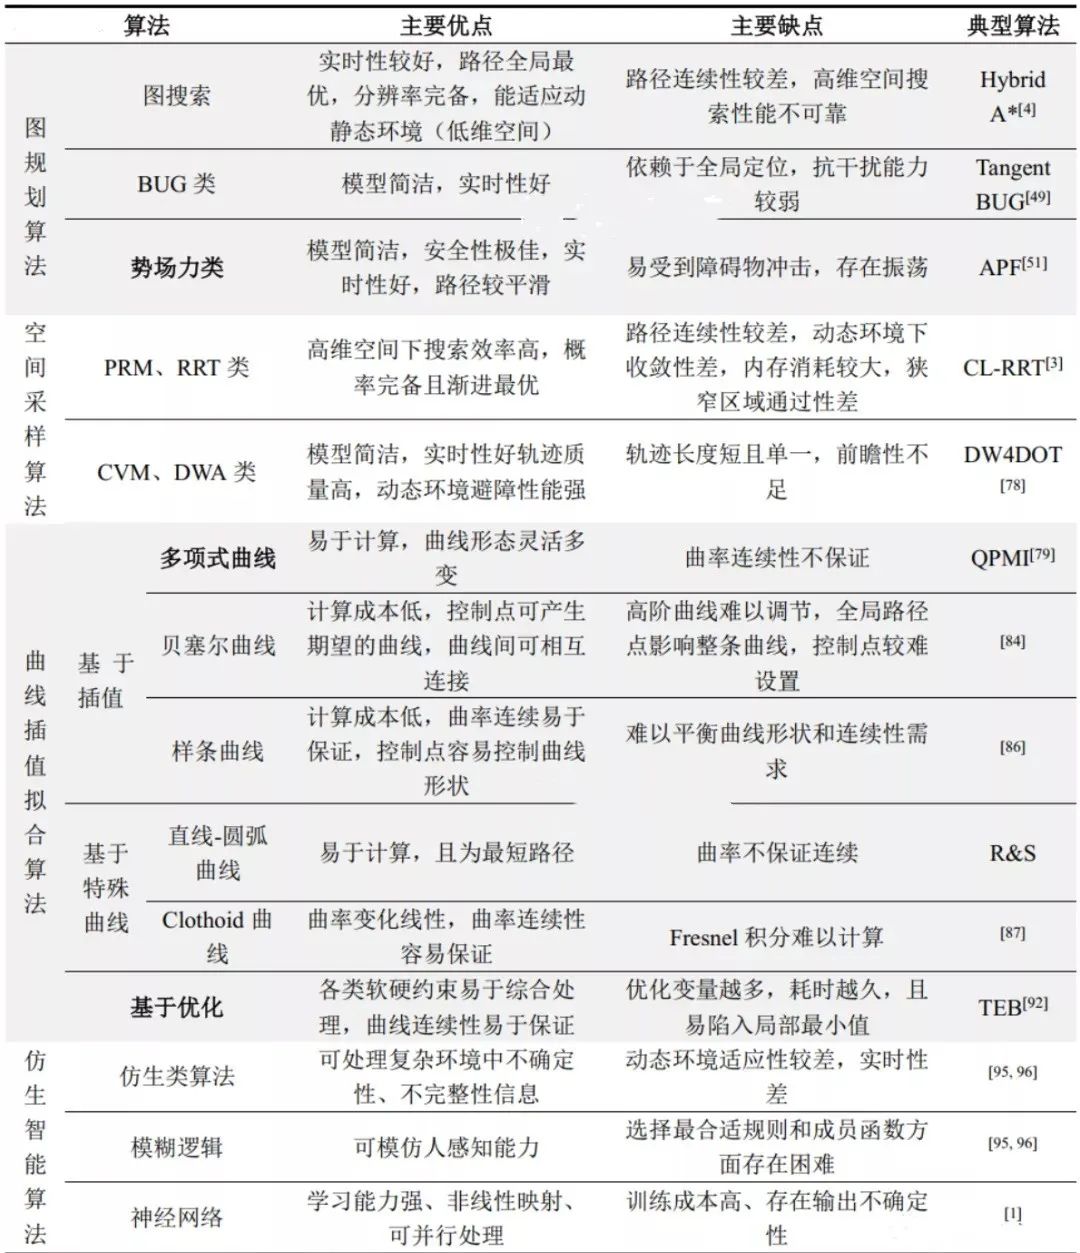 算法 主要优点 主要缺点 典型算法
图规划算法
图搜索
实时性较好，路径全局最
优，分辨率完备，能适应动
静态环境（低维空间）
路径连续性较差，高维空间搜
索性能不可靠
Hybrid
A*[4]
BUG 类
模型简洁，实时性好
依赖于全局定位，抗干扰能力
较弱
Tangent
BUG[49]
势场力类
模型简洁，安全性极佳，实
时性好，路径较平滑
易受到障碍物冲击，存在振荡
APF[51]
空间采样算法
PRM、RRT 类
高维空间下搜索效率高，概
率完备且渐进最优
路径连续性较差，动态环境下
收敛性差，内存消耗较大，狭
窄区域通过性差
CL-RRT[3]
CVM、DWA 类
模型简洁，实时性好轨迹质
量高，动态环境避障性能强
轨迹长度短且单一，前瞻性不
足
DW4DOT
[78]
曲线插值拟合算法
基 于
插值
多项式曲线
易于计算，曲线形态灵活多
变
曲率连续性不保证
QPMI[79]
贝塞尔曲线
计算成本低，控制点可产生
期望的曲线，曲线间可相互
连接
高阶曲线难以调节，全局路径
点影响整条曲线，控制点较难
设置
[84]
样条曲线
计算成本低，曲率连续易于
保证，控制点容易控制曲线
形状
难以平衡曲线形状和连续性需
求
[86]
基于
特殊
曲线
直线-圆弧
曲线
易于计算，且为最短路径
曲率不保证连续
R&S
Clothoid 曲
线
曲率变化线性，曲率连续性
容易保证
Fresnel 积分难以计算
[87]
基于优化
各类软硬约束易于综合处
理，曲线连续性易于保证
优化变量越多，耗时越久，且
易陷入局部最小值
TEB[92]
仿生智能算法
仿生类算法
可处理复杂环境中不确定
性、不完整性信息
动态环境适应性较差，实时性
差
[95, 96]
模糊逻辑
可模仿人感知能力
选择最合适规则和成员函数方
面存在困难
[95, 96]
神经网络
学习能力强、非线性映射、
可并行处理
训练成本高、存在输出不确定
性
[1]